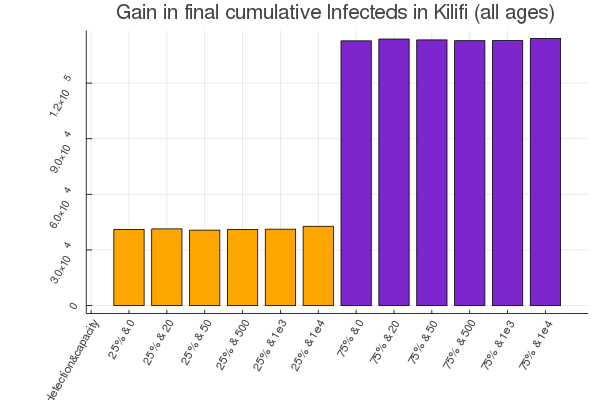 Gain in final cumulative Infecteds in Kilifi (all ages)
1.2×10 5
9.0×10 4
6.0×10 4
3.0×10 4
0
detection&capacity
25% & 0
25% & 20
25% & 50
25% & 500
25% & 1e3
25% & 1e4
75% & 0
75% & 20
75% & 50
75% & 500
75% & 1e3
75% & 1e4